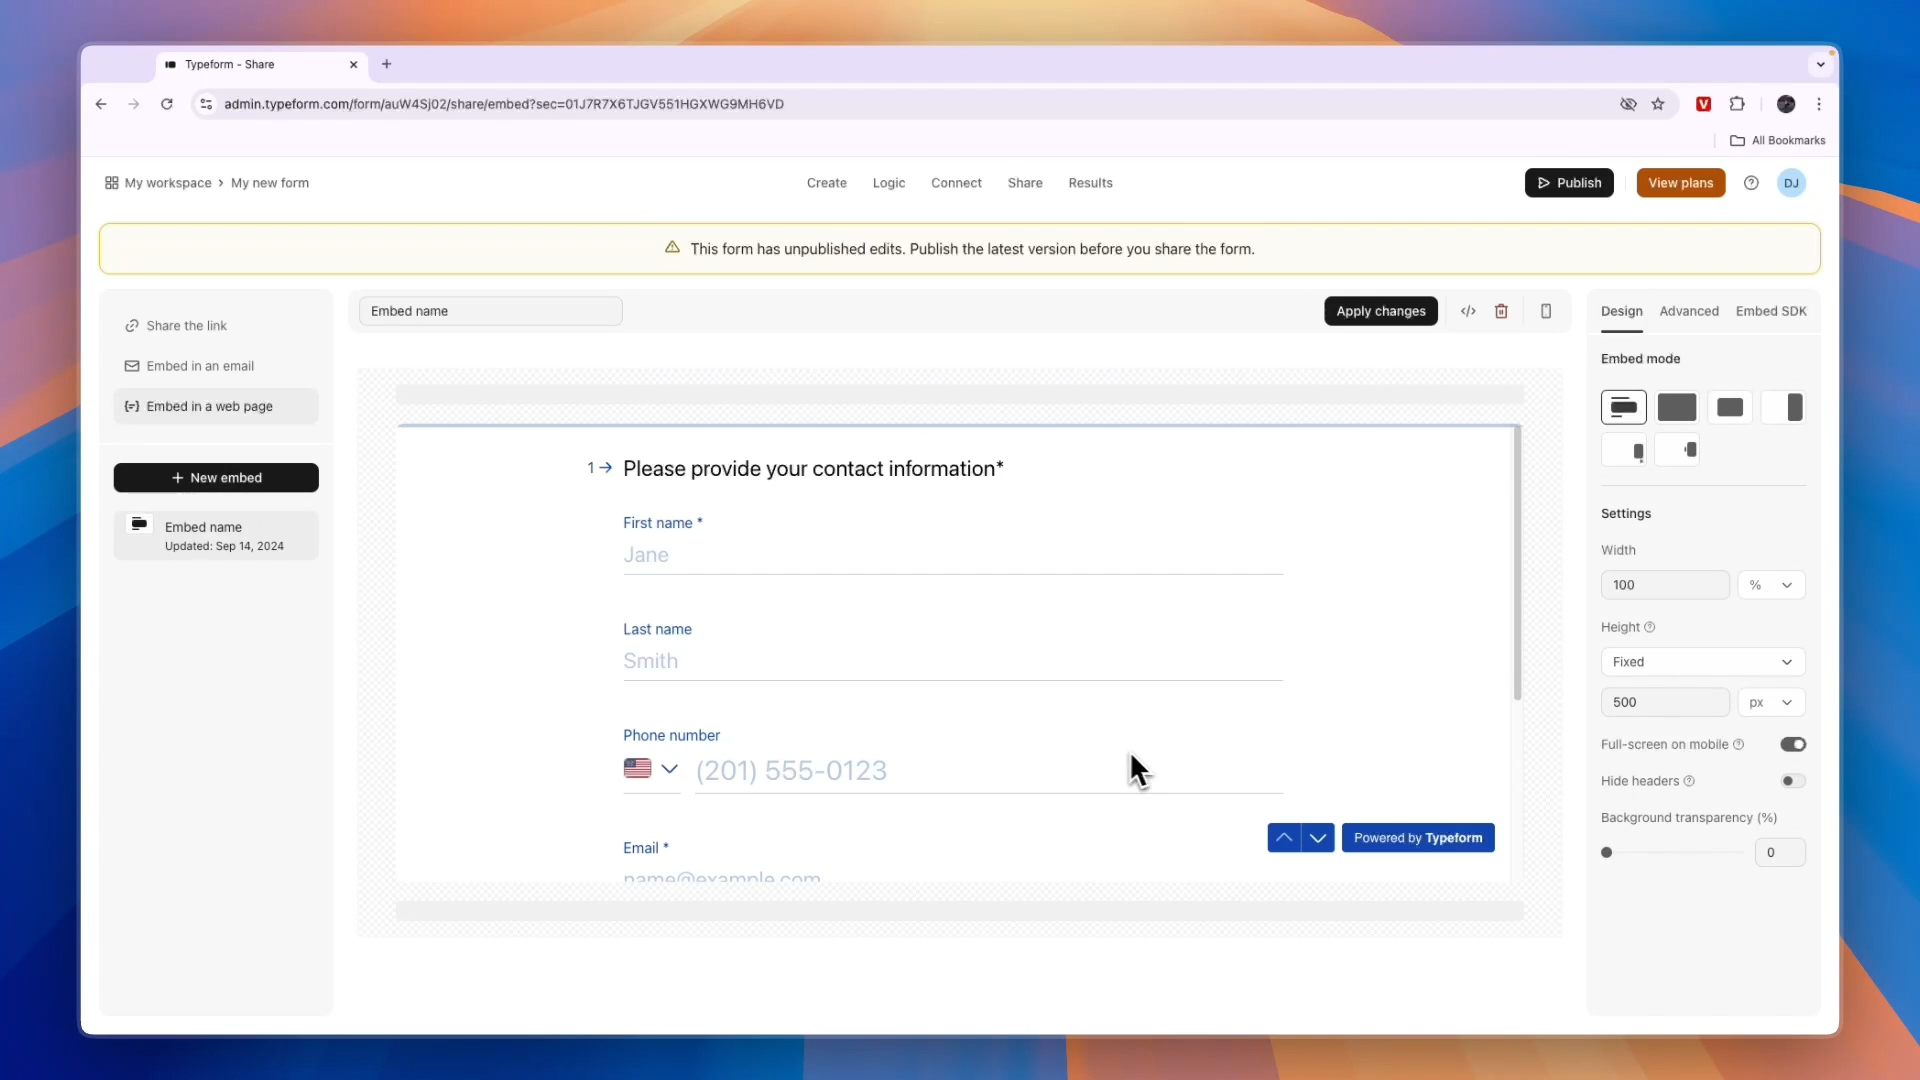 Typeform - Share
admin.typeform.com/form/auW4Sj02/share/embed?sec=01J7R7X6TJGV551HGXWG9MH6VD
V
All Bookmarks
My workspace › My new form
Create
Logic
Connect
Share
Results
Publish
View plans
DJ
This form has unpublished edits. Publish the latest version before you share the form.
Share the link
Embed in an email
Embed in a web page
+ New embed
Embed name
Updated: Sep 14, 2024
Embed name
Apply changes
1 → Please provide your contact information*
First name *
Jane
Last name
Smith
Phone number
(201) 555-0123
Email *
name@example.com
Powered by Typeform
Design
Advanced
Embed SDK
Embed mode
Settings
Width
100
%
Height
Fixed
500
px
Full-screen on mobile
Hide headers
Background transparency (%)
0